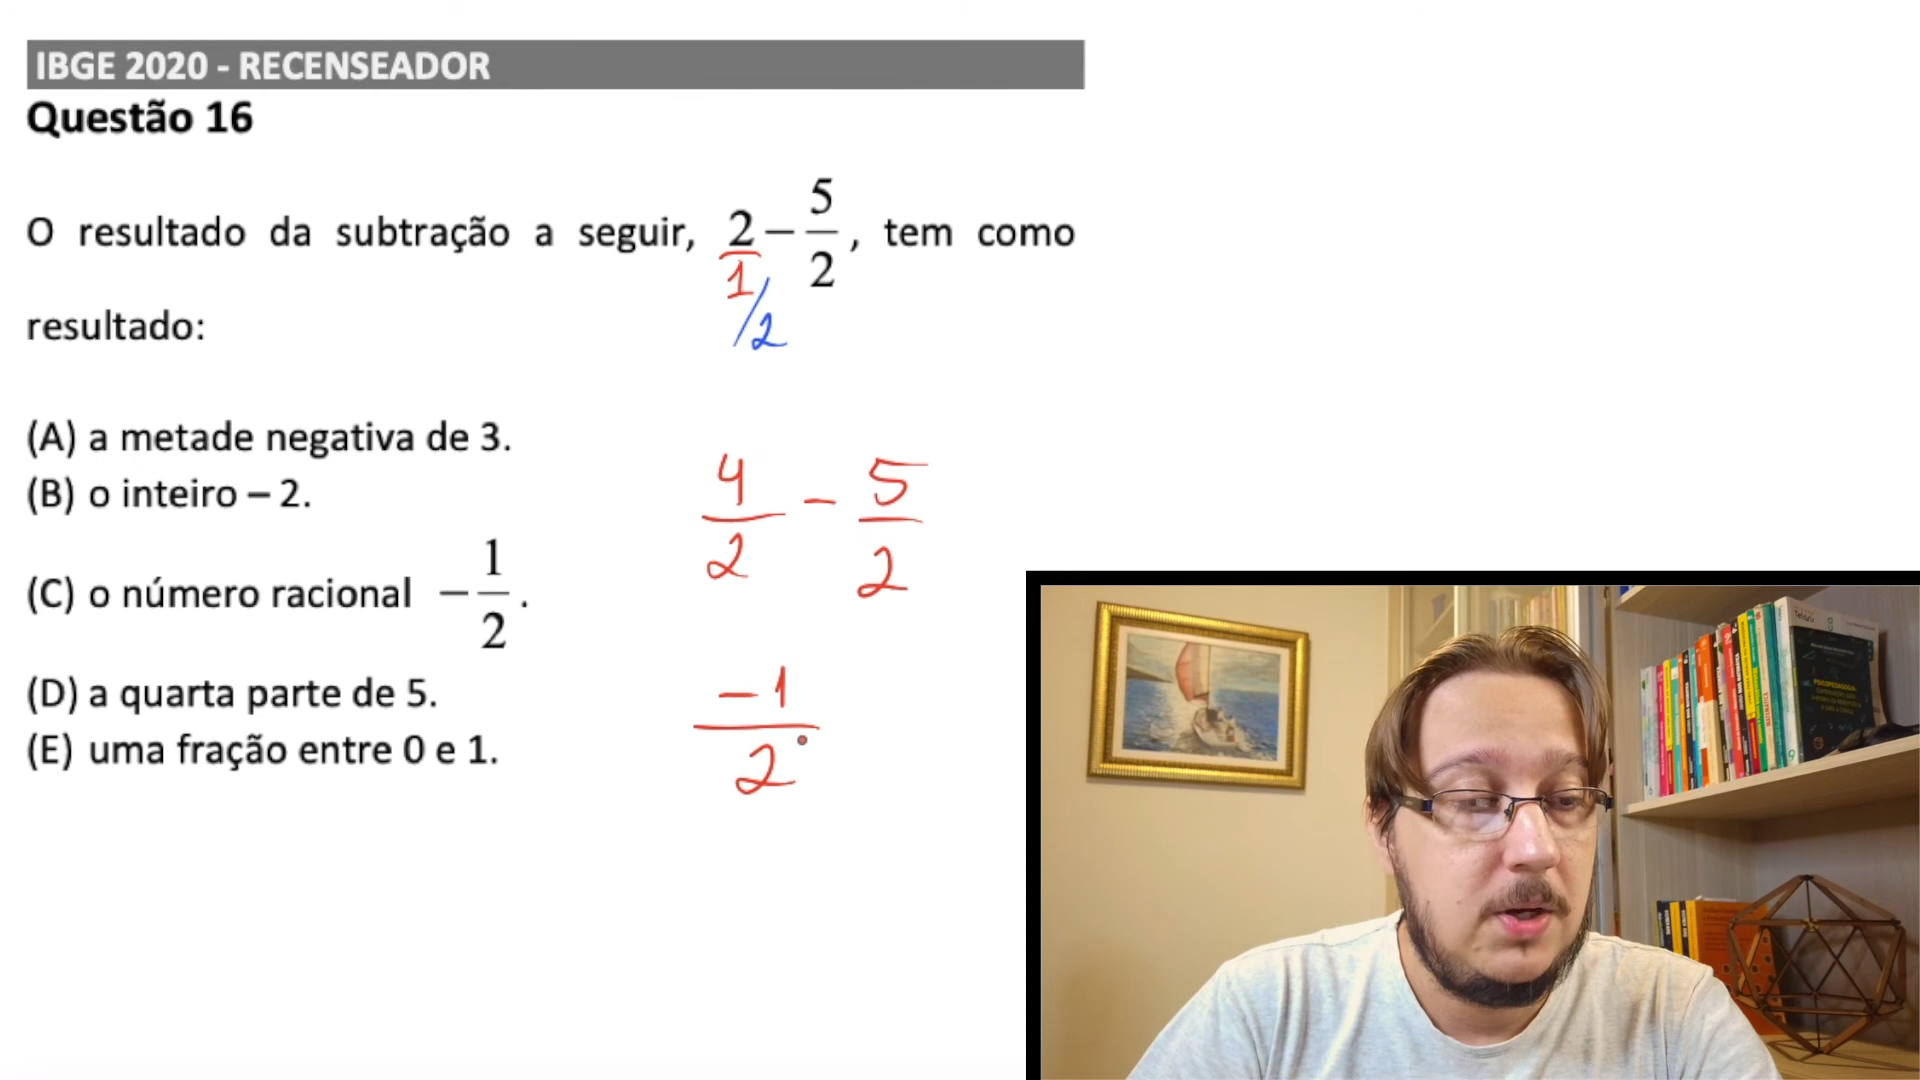 IBGE 2020 - RECENSEADOR
Questão 16
O resultado da subtração a seguir, 2 − 5/2, tem como
1
/2
resultado:
(A) a metade negativa de 3.
(B) o inteiro – 2.
(C) o número racional − 1/2.
(D) a quarta parte de 5.
(E) uma fração entre 0 e 1.
4/2 − 5/2
−1/2
PSICOPEDAGOGIA